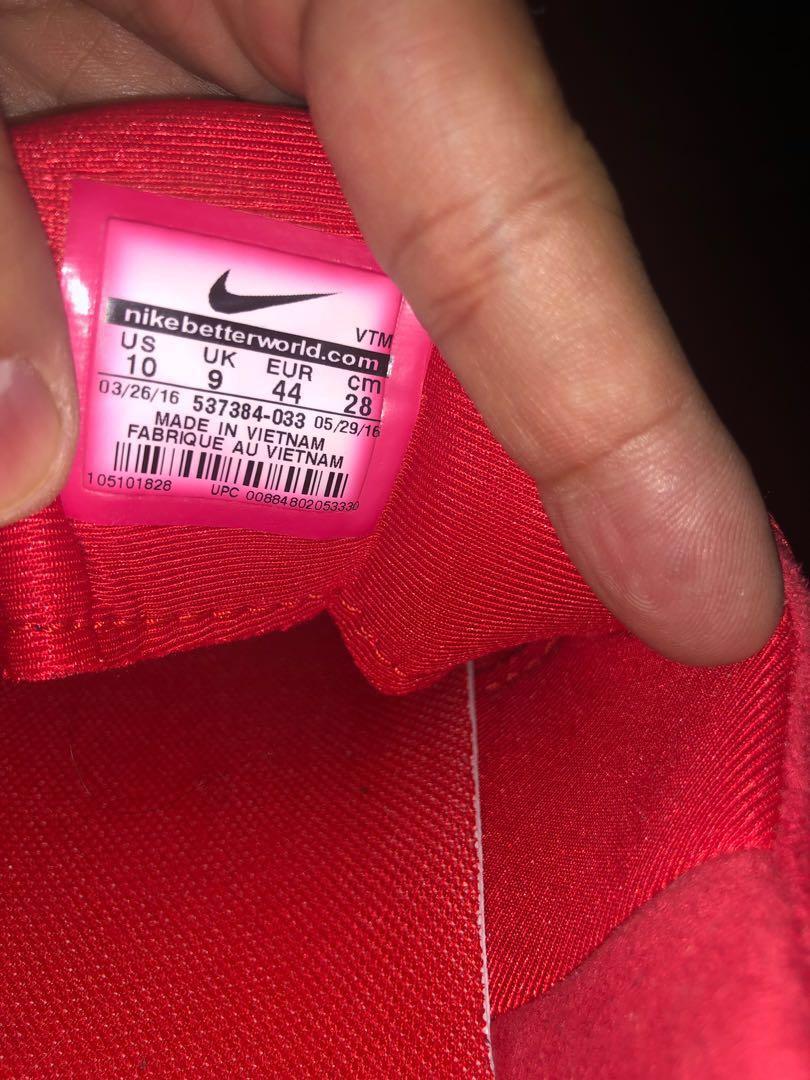 nikebetterworld.com VTM
US UK EUR cm
10 9 44 28
03/26/16 537384-033 05/29/16
MADE IN VIETNAM
FABRIQUE AU VIETNAM
105101828 UPC 00884802053330